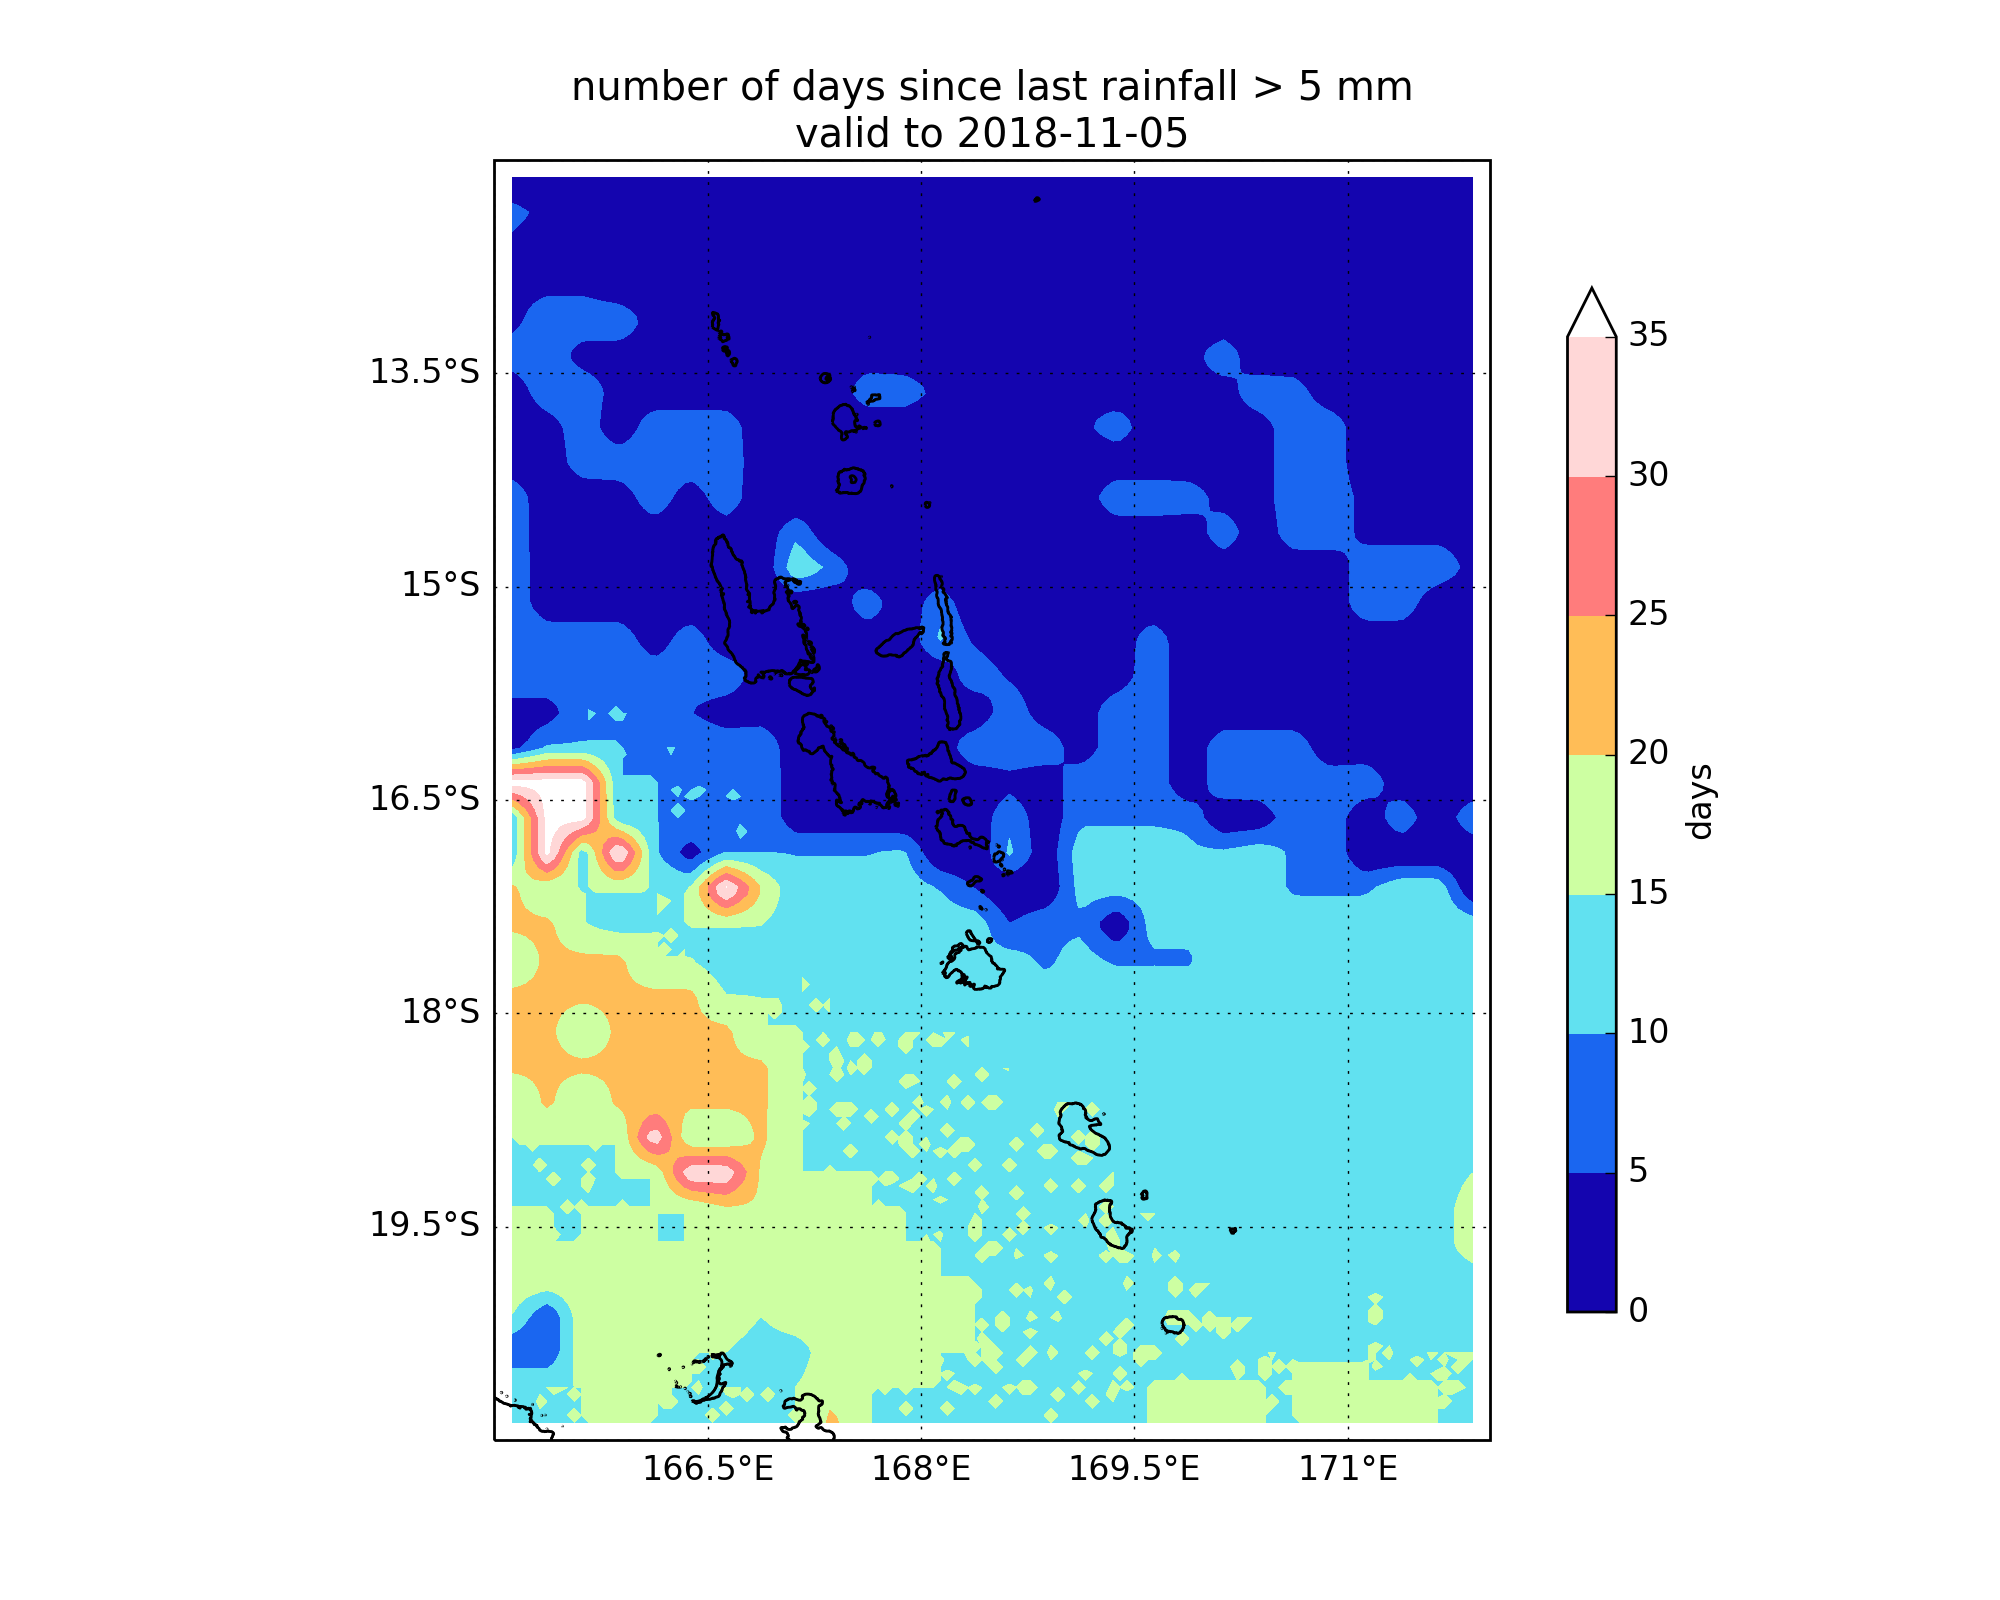 number of days since last rainfall > 5 mm
valid to 2018-11-05
13.5°S
15°S
16.5°S
18°S
19.5°S
166.5°E
168°E
169.5°E
171°E
35
30
25
20
15
10
5
0
days